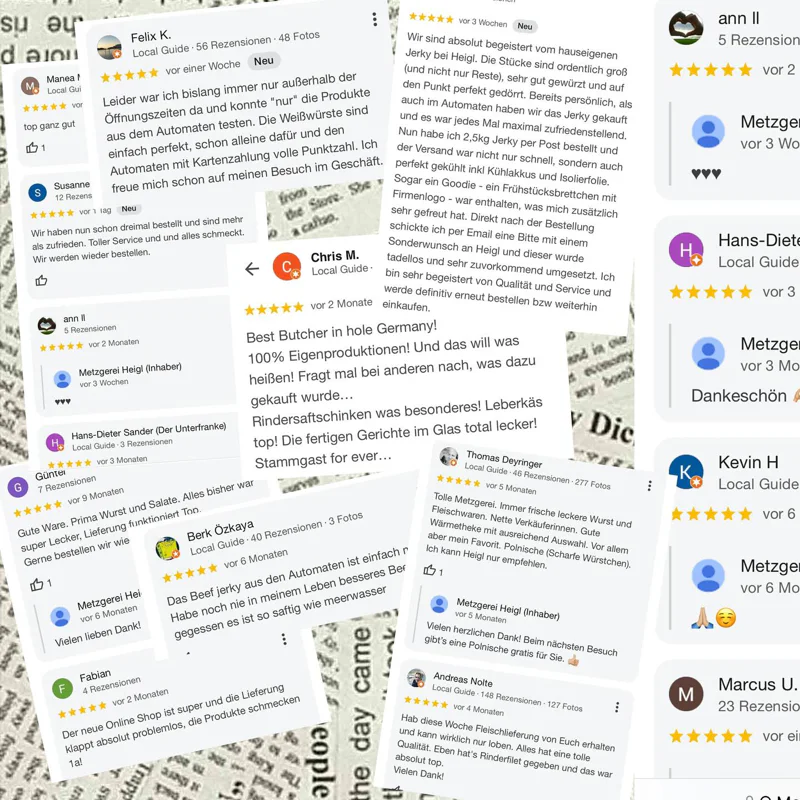 Manea M
Local Gui
top ganz gut
1
Felix K.
Local Guide · 56 Rezensionen · 48 Fotos
vor einer Woche Neu
Leider war ich bislang immer nur außerhalb der
Öffnungszeiten da und konnte "nur" die Produkte
aus dem Automaten testen. Die Weißwürste sind
einfach perfekt, schon alleine dafür und den
Automaten mit Kartenzahlung volle Punktzahl. Ich
freue mich schon auf meinen Besuch im Geschäft.
vor 3 Wochen Neu
Wir sind absolut begeistert vom hauseigenen
Jerky bei Heigl. Die Stücke sind ordentlich groß
(und nicht nur Reste), sehr gut gewürzt und auf
den Punkt perfekt gedörrt. Bereits persönlich, als
auch im Automaten haben wir das Jerky gekauft
und es war jedes Mal maximal zufriedenstellend.
Nun habe ich 2,5kg Jerky per Post bestellt und
der Versand war nicht nur schnell, sondern auch
perfekt gekühlt inkl Kühlakkus und Isolierfolie.
Sogar ein Goodie - ein Frühstücksbrettchen mit
Firmenlogo - war enthalten, was mich zusätzlich
sehr gefreut hat. Direkt nach der Bestellung
schickte ich per Email eine Bitte mit einem
Sonderwunsch an Heigl und dieser wurde
tadellos und sehr zuvorkommend umgesetzt. Ich
bin sehr begeistert von Qualität und Service und
werde definitiv erneut bestellen bzw weiterhin
einkaufen.
S
Susanne
12 Rezens
vor 1 Tag Neu
Wir haben nun schon dreimal bestellt und sind mehr
als zufrieden. Toller Service und und alles schmeckt.
Wir werden wieder bestellen.
ann ll
5 Rezensionen
vor 2 Monaten
Metzgerei Heigl (Inhaber)
vor 3 Wochen
♥♥♥
H
Hans-Dieter Sander (Der Unterfranke)
Local Guide · 3 Rezensionen
vor 3 Monaten
C
Chris M.
Local Guide ·
vor 2 Monate
Best Butcher in hole Germany!
100% Eigenproduktionen! Und das will was
heißen! Fragt mal bei anderen nach, was dazu
gekauft wurde…
Rindersaftschinken was besonderes! Leberkäs
top! Die fertigen Gerichte im Glas total lecker!
Stammgast for ever…
G
Günter
7 Rezensionen
vor 9 Monaten
Gute Ware. Prima Wurst und Salate. Alles bisher war
super Lecker, Lieferung funktioniert Top.
Gerne bestellen wir wie
1
Metzgerei Hei
vor 6 Monaten
Vielen lieben Dank!
Berk Özkaya
Local Guide · 40 Rezensionen · 3 Fotos
vor 6 Monaten
Das Beef jerky aus den Automaten ist einfach n
Habe noch nie in meinem Leben besseres Bee
gegessen es ist so saftig wie meerwasser
F
Fabian
4 Rezensionen
vor 2 Monaten
Der neue Online Shop ist super und die Lieferung
klappt absolut problemlos, die Produkte schmecken
1a!
Thomas Deyringer
Local Guide · 46 Rezensionen · 277 Fotos
vor 5 Monaten
Tolle Metzgerei. Immer frische leckere Wurst und
Fleischwaren. Nette Verkäuferinnen. Gute
Wärmetheke mit ausreichend Auswahl. Vor allem
aber mein Favorit. Polnische (Scharfe Würstchen).
Ich kann Heigl nur empfehlen.
1
Metzgerei Heigl (Inhaber)
vor 5 Monaten
Vielen herzlichen Dank! Beim nächsten Besuch
gibt's eine Polnische gratis für Sie. 👍🏼
Andreas Nolte
Local Guide · 148 Rezensionen · 127 Fotos
vor 4 Monaten
Hab diese Woche Fleischlieferung von Euch erhalten
und kann wirklich nur loben. Alles hat eine tolle
Qualität. Eben hat's Rinderfilet gegeben und das war
absolut top.
Vielen Dank!
ann ll
5 Rezension
vor 2
Metzger
vor 3 Wo
♥♥♥
H
Hans-Diete
Local Guide
vor 3
Metzger
vor 3 Mo
Dankeschön
K
Kevin H
Local Guide
vor 6
Metzger
vor 6 Mo
🙏🏼☺️
M
Marcus U.
23 Rezensio
vor ei
from
the Store. She
a caftan.
y Dic
the day came
eople